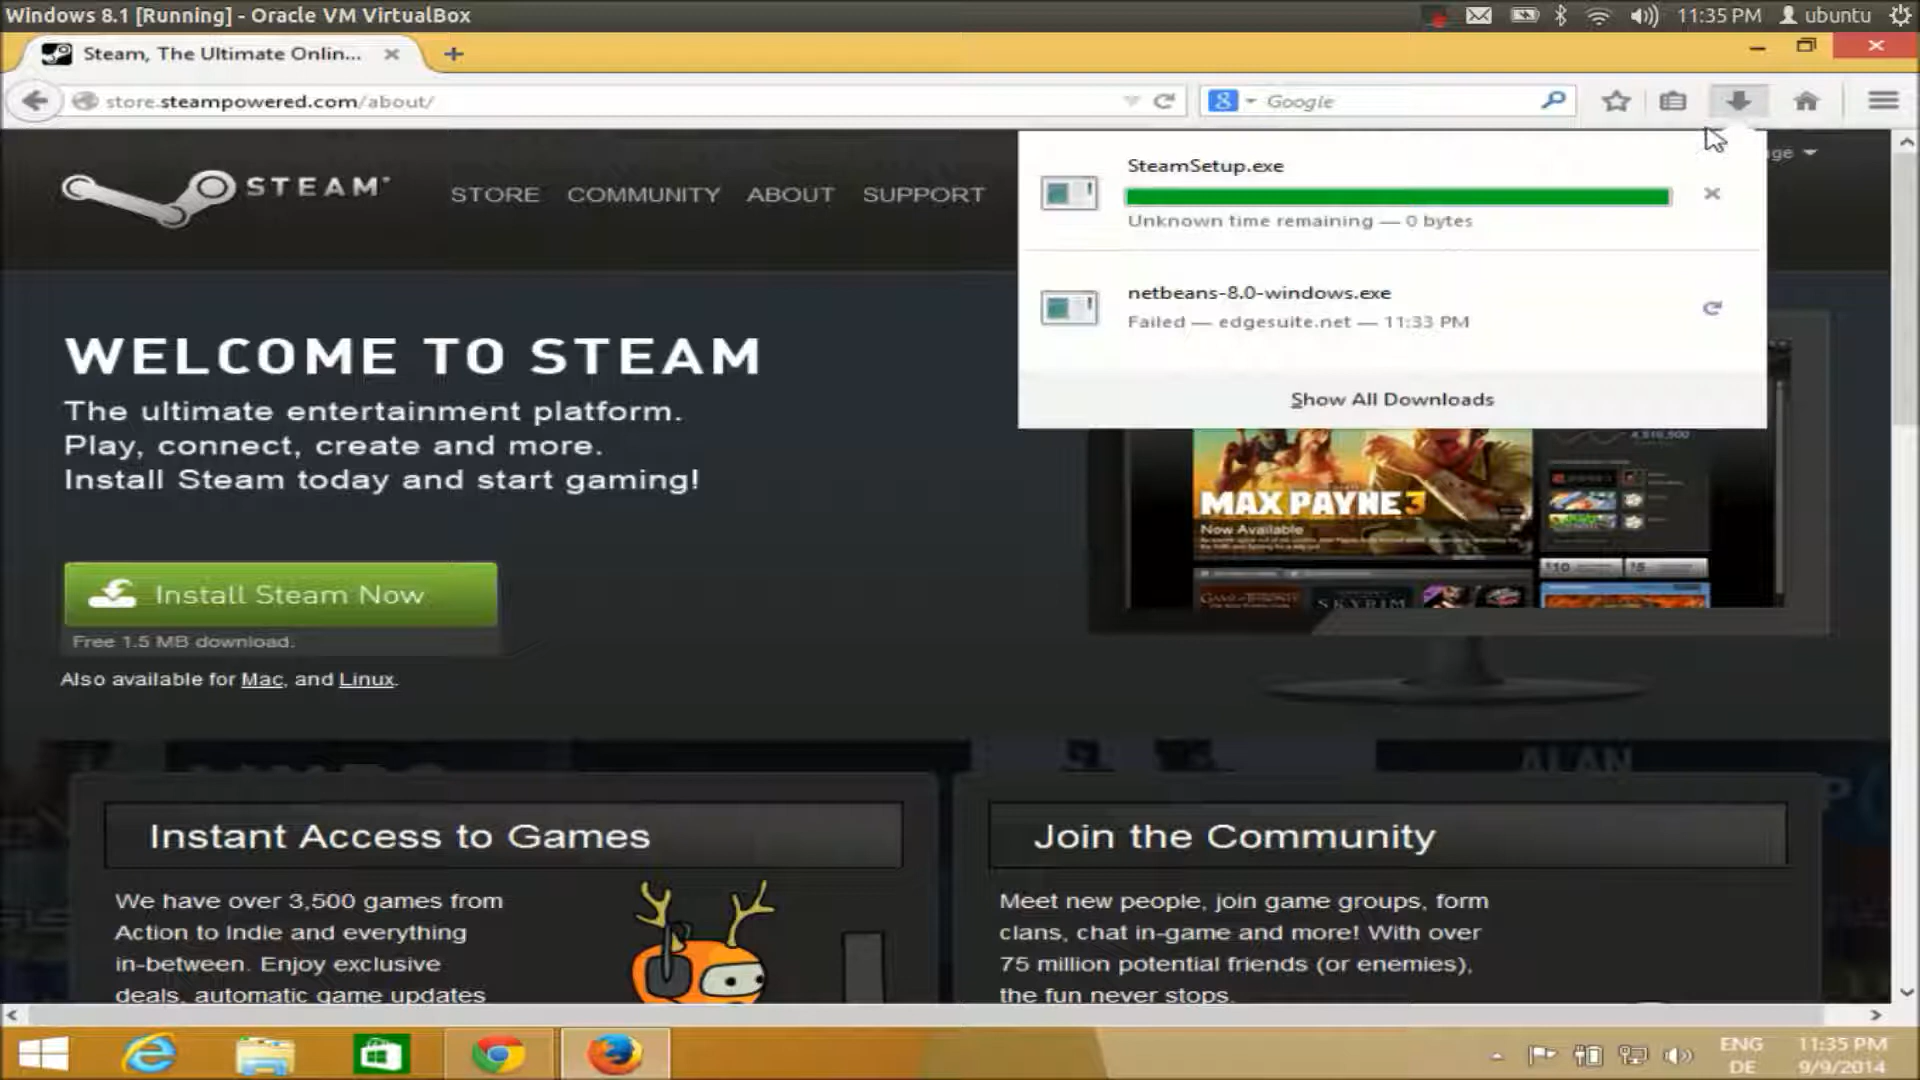 Windows 8.1 [Running] - Oracle VM VirtualBox
11:35 PM
ubuntu
Steam, The Ultimate Onlin...
store.steampowered.com/about/
Google
STEAM
STORE
COMMUNITY
ABOUT
SUPPORT
SteamSetup.exe
Unknown time remaining — 0 bytes
netbeans-8.0-windows.exe
Failed — edgesuite.net — 11:33 PM
Show All Downloads
WELCOME TO STEAM
The ultimate entertainment platform.
Play, connect, create and more.
Install Steam today and start gaming!
Install Steam Now
Free 1.5 MB download.
Also available for Mac, and Linux.
MAX PAYNE 3
Now Available
SKYRIM
ALAN
Instant Access to Games
We have over 3,500 games from
Action to Indie and everything
in-between. Enjoy exclusive
deals, automatic game updates
Join the Community
Meet new people, join game groups, form
clans, chat in-game and more! With over
75 million potential friends (or enemies),
the fun never stops.
ENG
DE
11:35 PM
9/9/2014